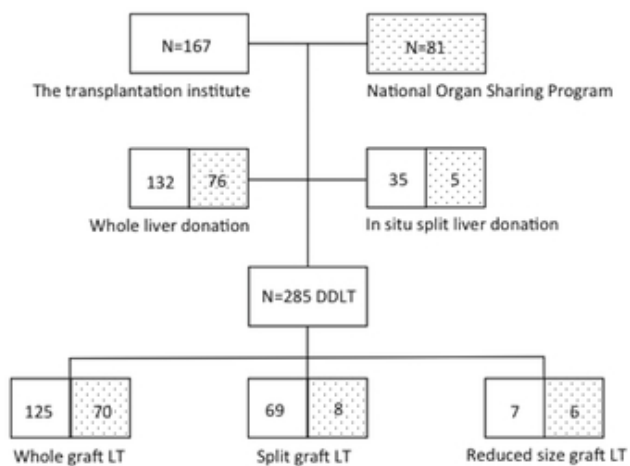 N=167
N=81
The transplantation institute
National Organ Sharing Program
132 76
35 5
Whole liver donation
In situ split liver donation
N=285 DDLT
125 70
69 8
7 6
Whole graft LT
Split graft LT
Reduced size graft LT